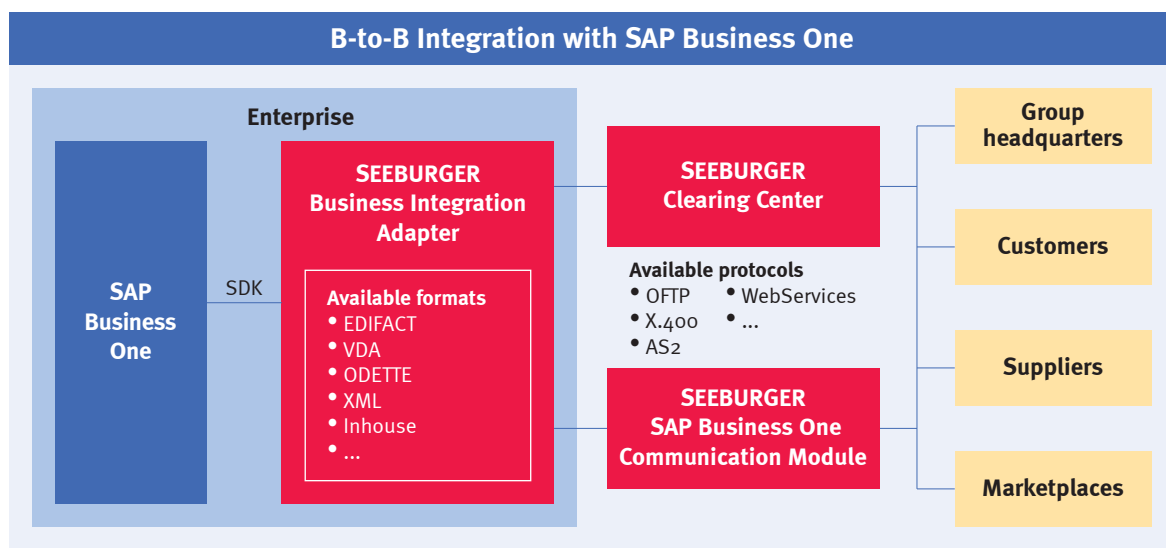 B-to-B Integration with SAP Business One
Enterprise
SAP
Business
One
SDK
SEEBURGER
Business Integration
Adapter
Available formats
• EDIFACT
• VDA
• ODETTE
• XML
• Inhouse
• ...
SEEBURGER
Clearing Center
Available protocols
• OFTP
• X.400
• AS2
• WebServices
• ...
SEEBURGER
SAP Business One
Communication Module
Group
headquarters
Customers
Suppliers
Marketplaces